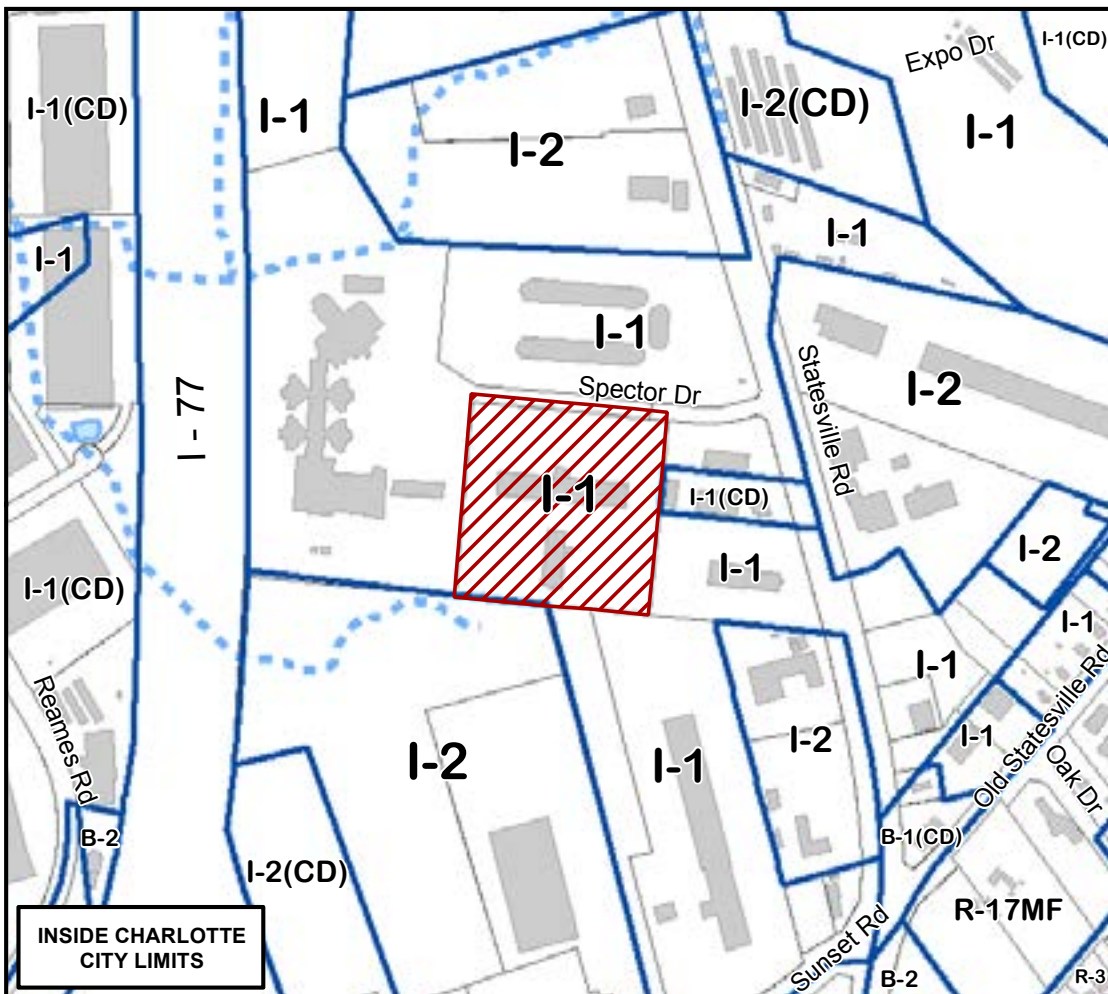 I-1(CD)
Expo Dr
I-1(CD)
I-1
I-2(CD)
I-1
I-2
I-1
I-1
I-1
Spector Dr
Statesville Rd
I-2
I - 77
I-1
I-1(CD)
I-2
I-1(CD)
I-1
I-1
I-1
Old Statesville Rd
Reames Rd
I-2
I-1
I-2
I-1
Oak Dr
B-2
B-1(CD)
I-2(CD)
R-17MF
INSIDE CHARLOTTE
CITY LIMITS
Sunset Rd
B-2
R-3